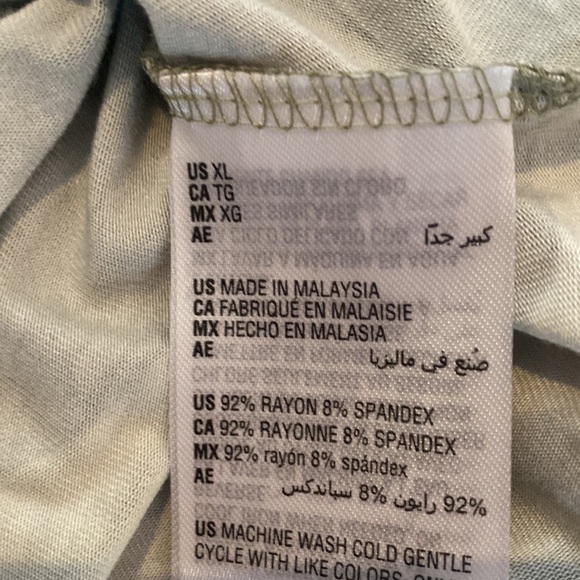 US XL
CA TG
MX XG
AE كبير جدًا
US MADE IN MALAYSIA
CA FABRIQUÉ EN MALAISIE
MX HECHO EN MALASIA
AE صُنع في ماليزيا
US 92% RAYON 8% SPANDEX
CA 92% RAYONNE 8% SPANDEX
MX 92% rayón 8% spándex
AE 92% رايون 8% سباندكس
US MACHINE WASH COLD GENTLE
CYCLE WITH LIKE COLORS,